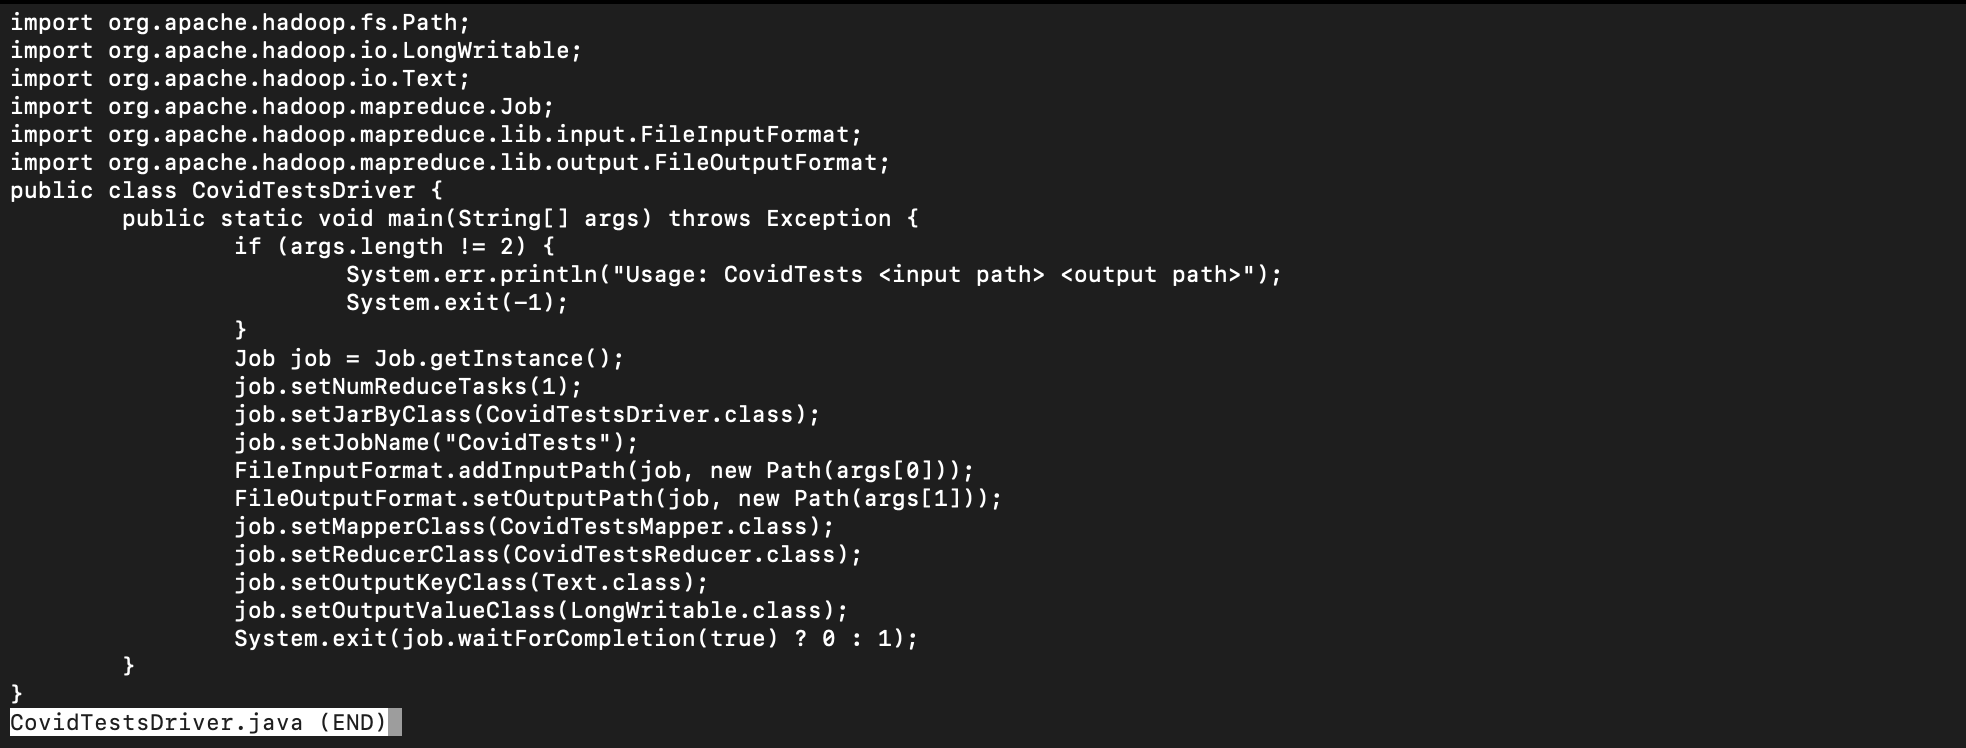 import org.apache.hadoop.fs.Path;
import org.apache.hadoop.io.LongWritable;
import org.apache.hadoop.io.Text;
import org.apache.hadoop.mapreduce.Job;
import org.apache.hadoop.mapreduce.lib.input.FileInputFormat;
import org.apache.hadoop.mapreduce.lib.output.FileOutputFormat;
public class CovidTestsDriver {
        public static void main(String[] args) throws Exception {
                if (args.length != 2) {
                        System.err.println("Usage: CovidTests <input path> <output path>");
                        System.exit(-1);
                }
                Job job = Job.getInstance();
                job.setNumReduceTasks(1);
                job.setJarByClass(CovidTestsDriver.class);
                job.setJobName("CovidTests");
                FileInputFormat.addInputPath(job, new Path(args[0]));
                FileOutputFormat.setOutputPath(job, new Path(args[1]));
                job.setMapperClass(CovidTestsMapper.class);
                job.setReducerClass(CovidTestsReducer.class);
                job.setOutputKeyClass(Text.class);
                job.setOutputValueClass(LongWritable.class);
                System.exit(job.waitForCompletion(true) ? 0 : 1);
        }
}
CovidTestsDriver.java (END)